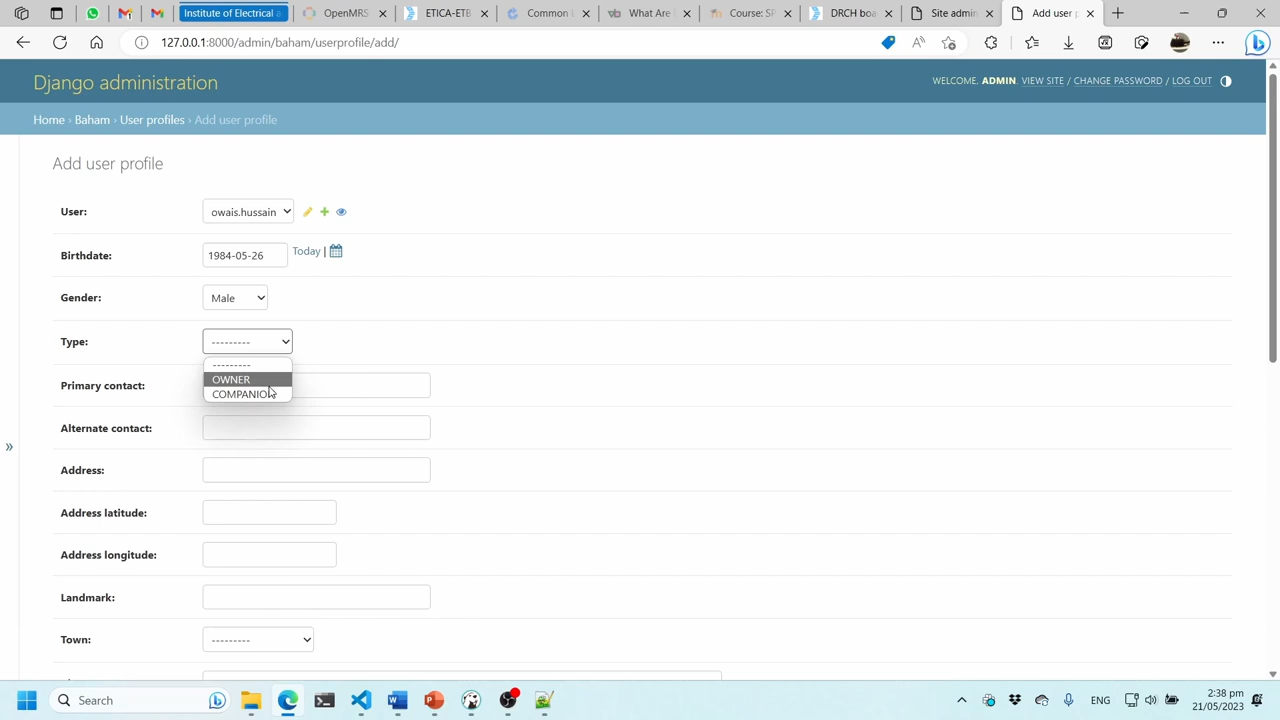 Institute of Electrical a
OpenMRS
ETICA-ETB
Common L
What Are
Course: SP
DRCH boa
Site admin
Add user p
127.0.0.1:8000/admin/baham/userprofile/add/
Django administration
WELCOME, ADMIN. VIEW SITE / CHANGE PASSWORD / LOG OUT
Home › Baham › User profiles › Add user profile
Add user profile
User: owais.hussain
Birthdate: 1984-05-26 Today |
Gender: Male
Type: ---------
---------
OWNER
COMPANION
Primary contact:
Alternate contact:
Address:
Address latitude:
Address longitude:
»
Landmark:
Town: ---------
Search
ENG
2:38 pm
21/05/2023